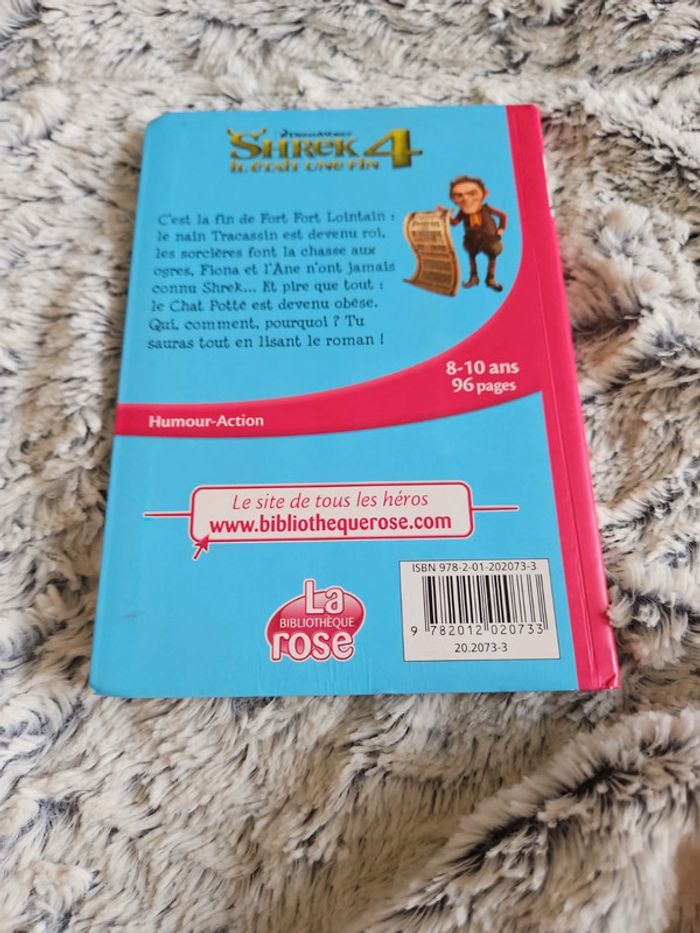 DREAMWORKS
SHREK 4
IL ÉTAIT UNE FIN
C'est la fin de Fort Fort Lointain :
le nain Tracassin est devenu roi,
les sorcières font la chasse aux
ogres, Fiona et l'Âne n'ont jamais
connu Shrek... Et pire que tout :
le Chat Potté est devenu obèse.
Qui, comment, pourquoi ? Tu
sauras tout en lisant le roman !
8-10 ans
96 pages
Humour-Action
Le site de tous les héros
www.bibliothequerose.com
La
BIBLIOTHÈQUE
rose
ISBN 978-2-01-202073-3
9 782012 020733
20.2073-3